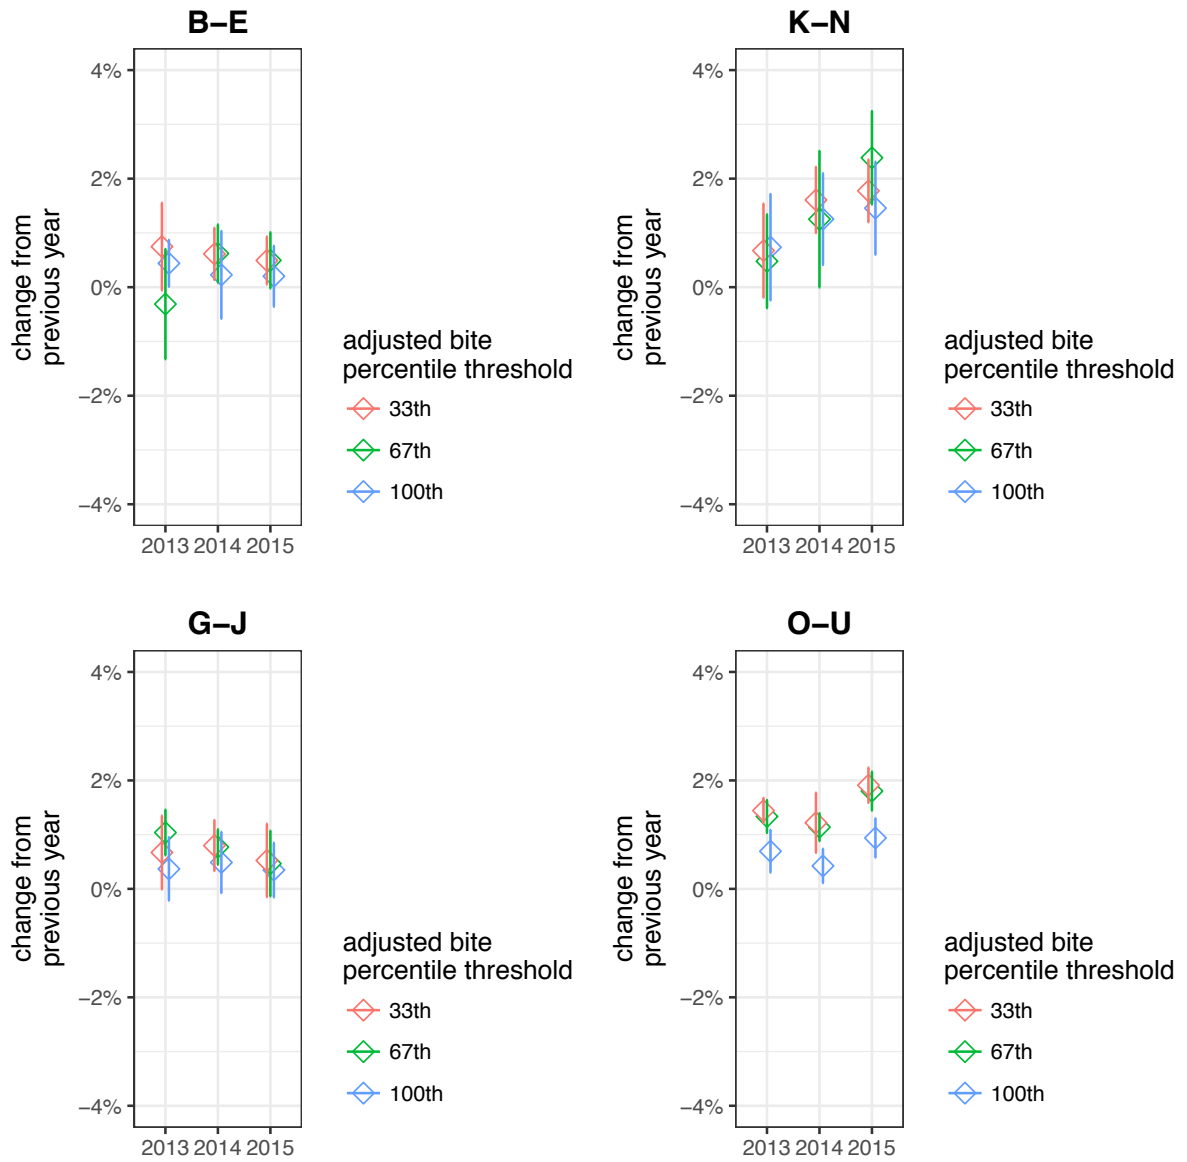 B–E
4%
2%
0%
−2%
−4%
change from
previous year
2013 2014 2015
adjusted bite
percentile threshold
33th
67th
100th
K–N
4%
2%
0%
−2%
−4%
change from
previous year
2013 2014 2015
adjusted bite
percentile threshold
33th
67th
100th
G–J
4%
2%
0%
−2%
−4%
change from
previous year
2013 2014 2015
adjusted bite
percentile threshold
33th
67th
100th
O–U
4%
2%
0%
−2%
−4%
change from
previous year
2013 2014 2015
adjusted bite
percentile threshold
33th
67th
100th